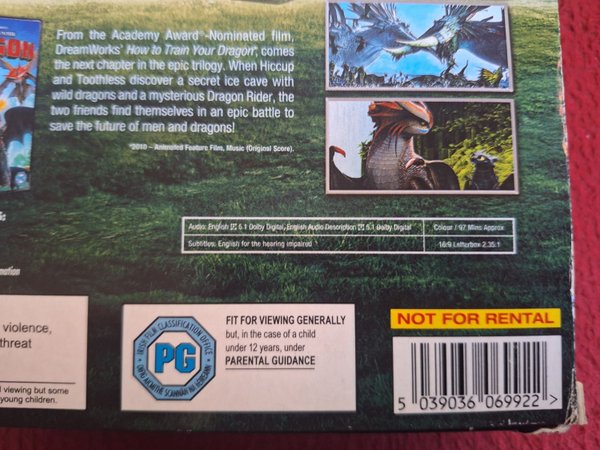 From the Academy Award®-Nominated film,
DreamWorks' How to Train Your Dragon*, comes
the next chapter in the epic trilogy. When Hiccup
and Toothless discover a secret ice cave with
wild dragons and a mysterious Dragon Rider, the
two friends find themselves in an epic battle to
save the future of men and dragons!
*2010 – Animated Feature Film, Music (Original Score).
Audio: English 5.1 Dolby Digital, English Audio Description 5.1 Dolby Digital
Colour / 97 Mins Approx
Subtitles: English for the hearing impaired
16:9 Letterbox 2.35:1
violence,
threat
l viewing but some
young children.
IRISH FILM CLASSIFICATION OFFICE
PG
FIT FOR VIEWING GENERALLY
but, in the case of a child
under 12 years, under
PARENTAL GUIDANCE
NOT FOR RENTAL
5 039036 069922 >